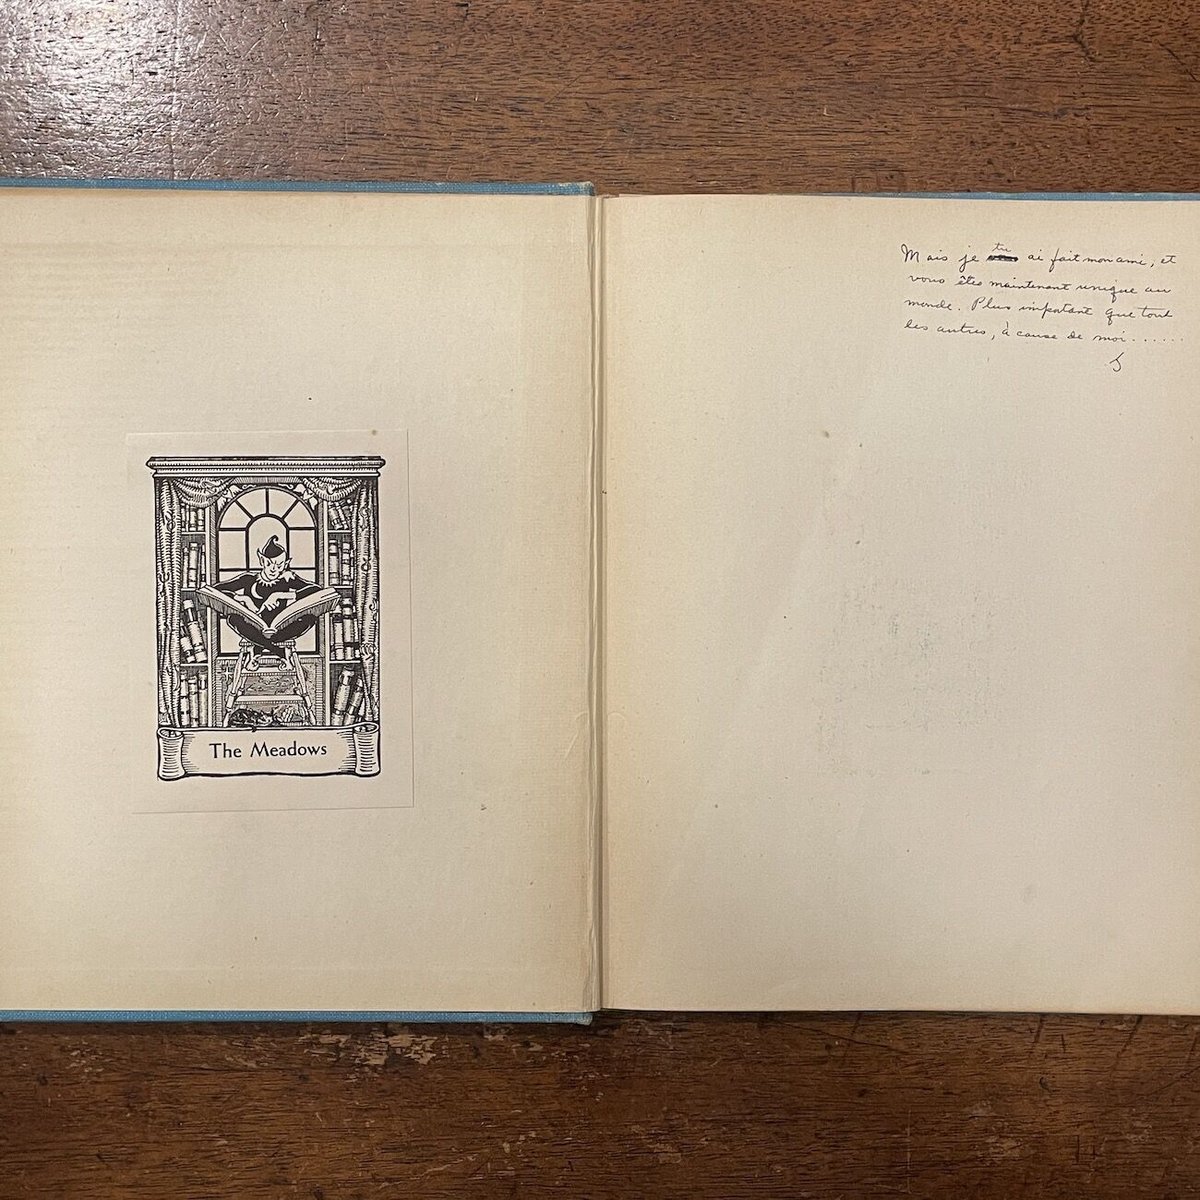 The Meadows
Mais je tu ai fait mon ami, et
vous êtes maintenant unique au
monde. Plus important que tout
les autres, à cause de moi......
S